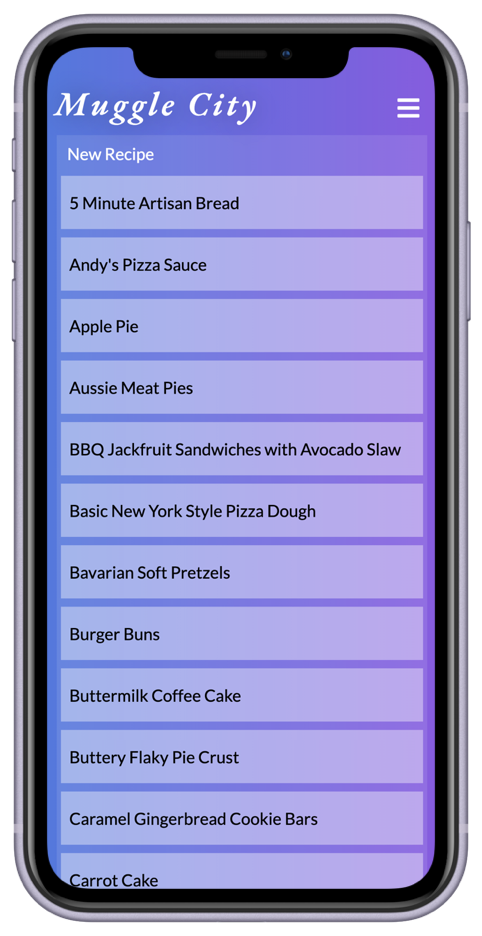 Muggle City
New Recipe
5 Minute Artisan Bread
Andy's Pizza Sauce
Apple Pie
Aussie Meat Pies
BBQ Jackfruit Sandwiches with Avocado Slaw
Basic New York Style Pizza Dough
Bavarian Soft Pretzels
Burger Buns
Buttermilk Coffee Cake
Buttery Flaky Pie Crust
Caramel Gingerbread Cookie Bars
Carrot Cake